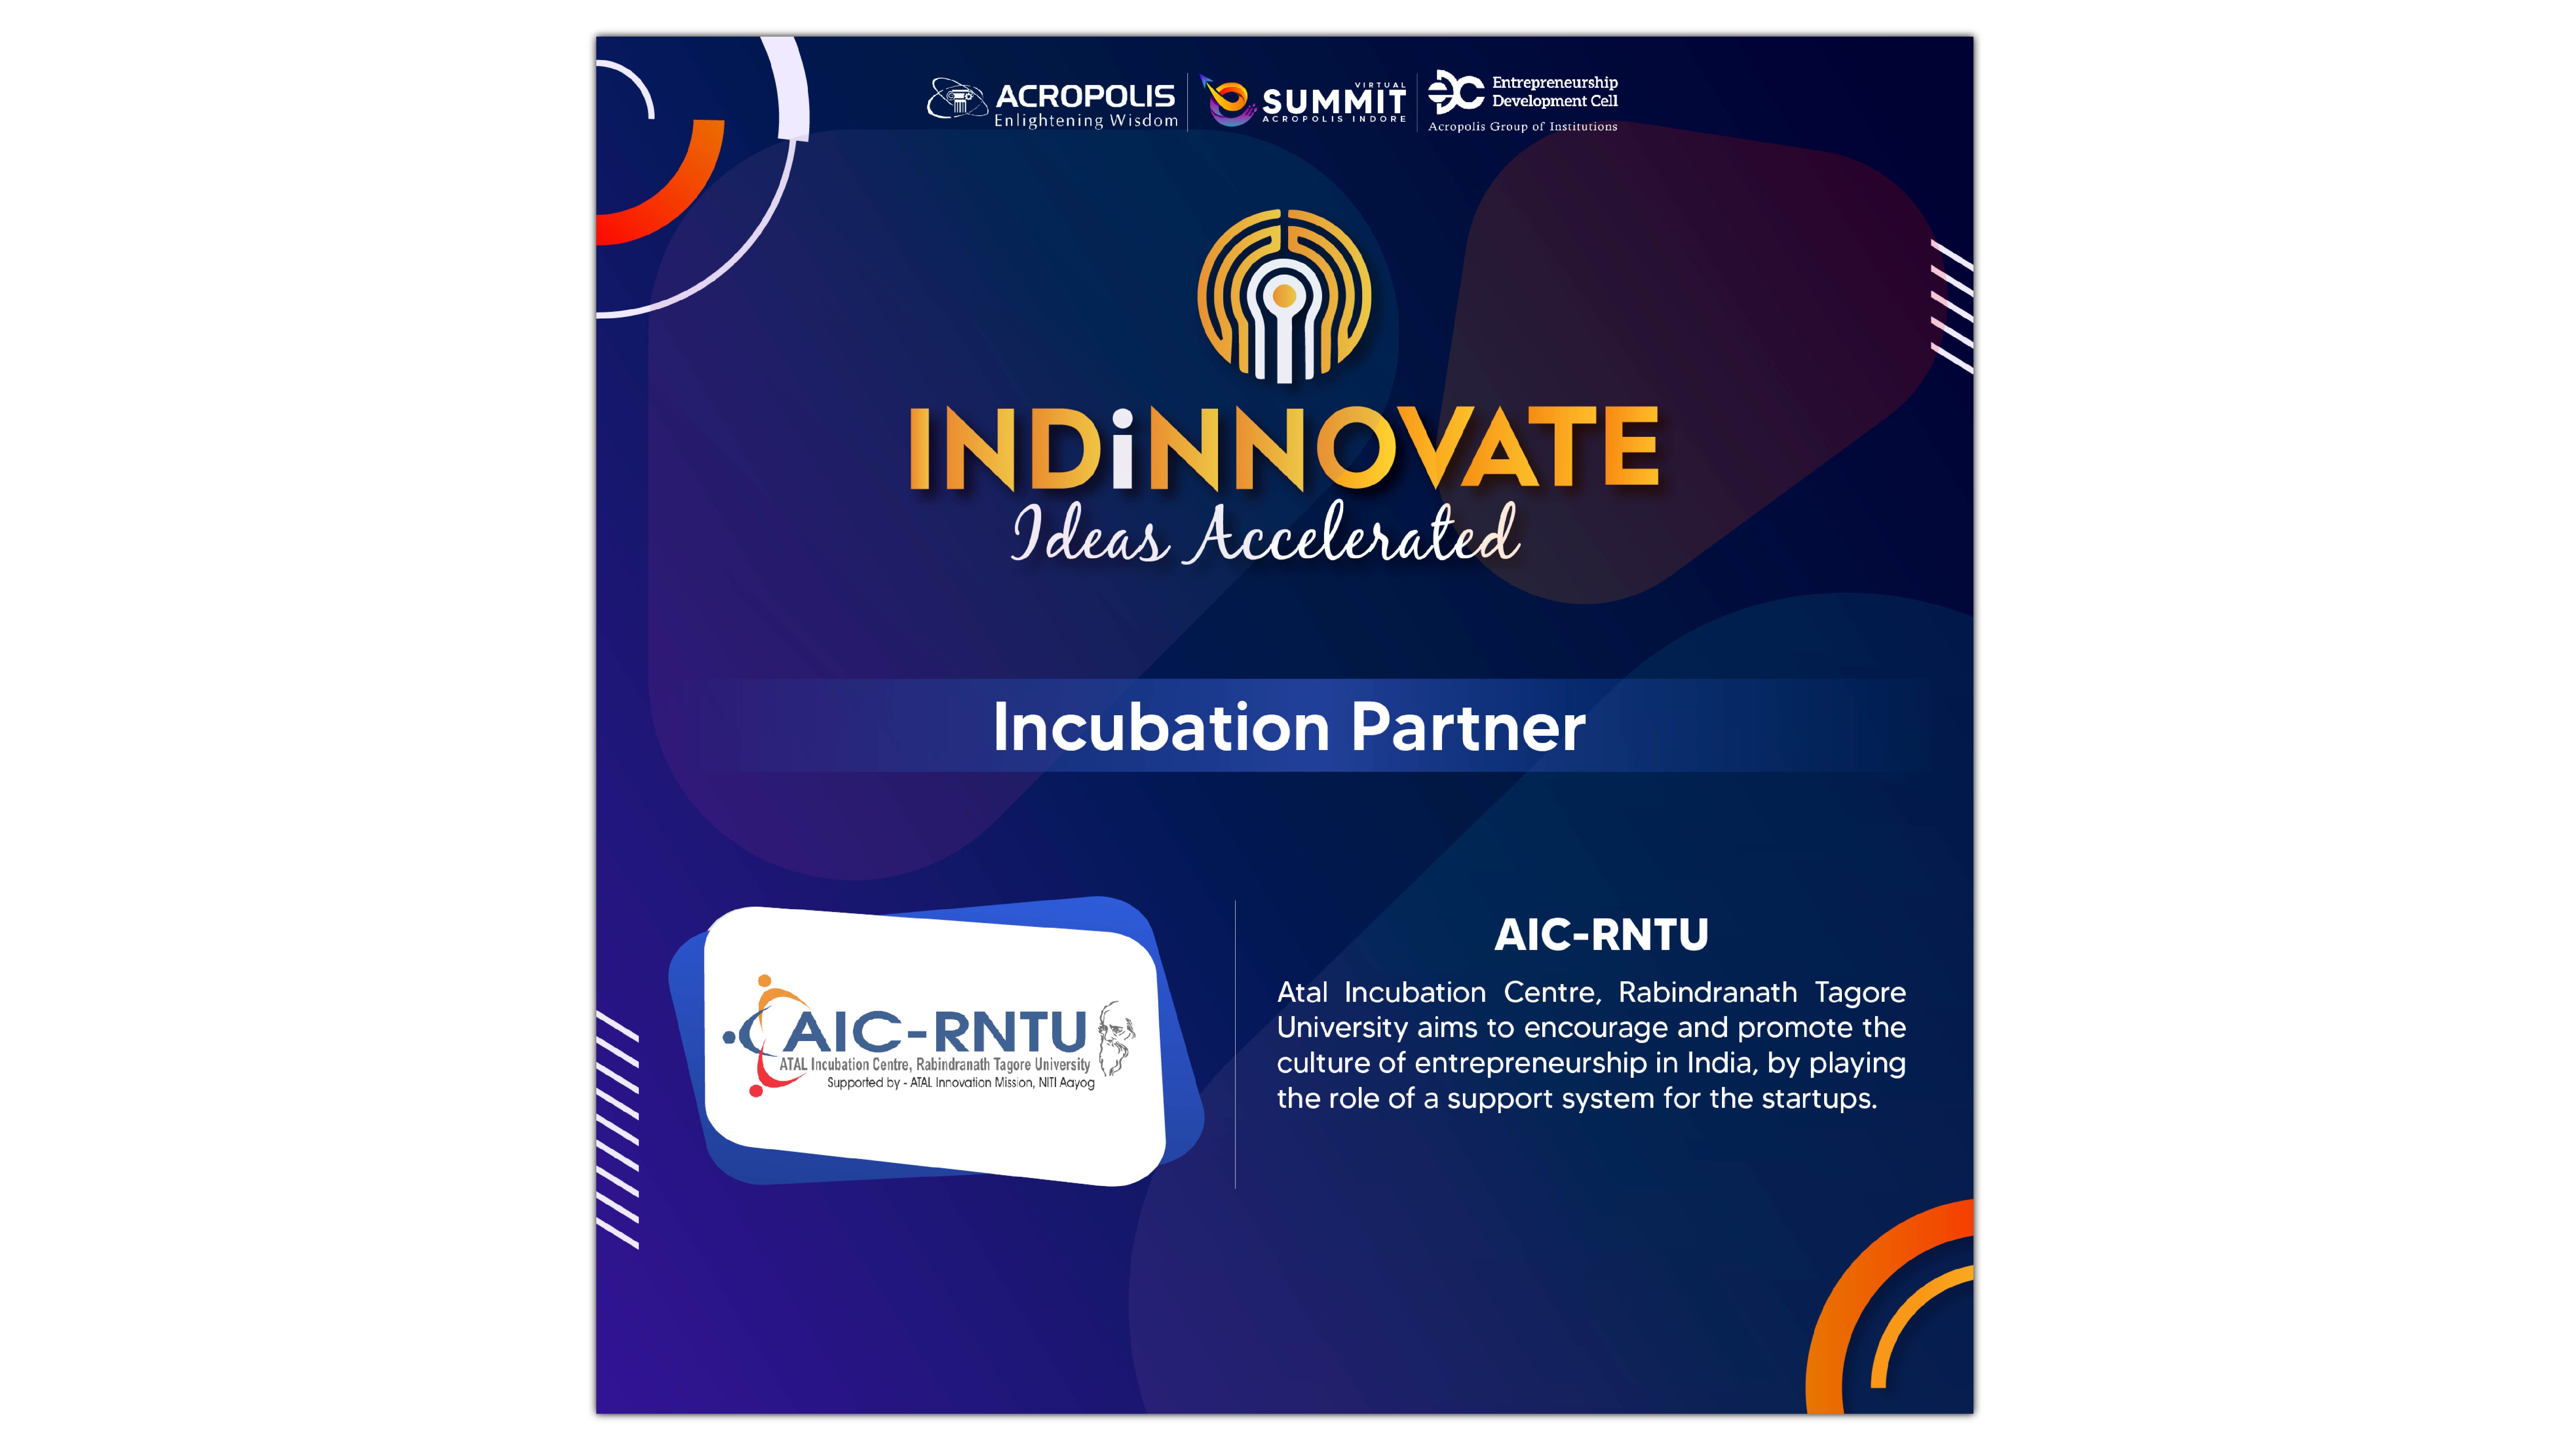 ACROPOLIS
Enlightening Wisdom
VIRTUAL
SUMMIT
ACROPOLIS INDORE
Entrepreneurship
Development Cell
Acropolis Group of Institutions
INDiNNOVATE
Ideas Accelerated
Incubation Partner
AIC-RNTU
ATAL Incubation Centre, Rabindranath Tagore University
Supported by - ATAL Innovation Mission, NITI Aayog
AIC-RNTU
Atal Incubation Centre, Rabindranath Tagore
University aims to encourage and promote the
culture of entrepreneurship in India, by playing
the role of a support system for the startups.